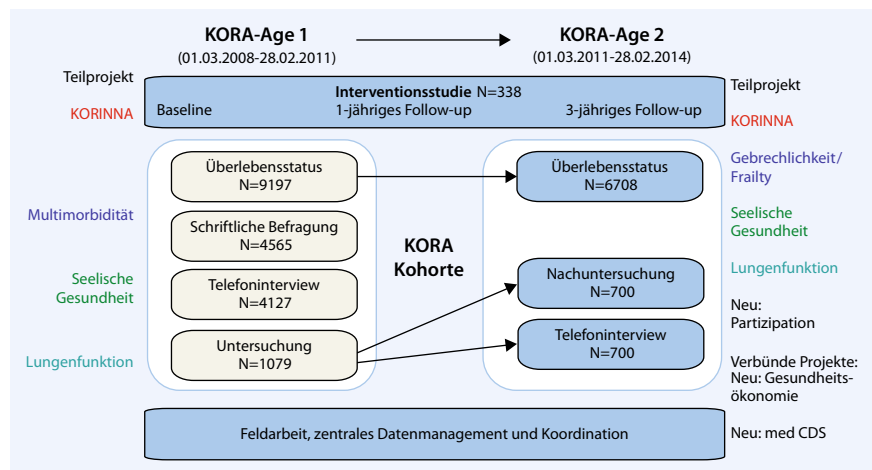 KORA-Age 1
(01.03.2008-28.02.2011)
KORA-Age 2
(01.03.2011-28.02.2014)
Teilprojekt
KORINNA
Multimorbidität
Seelische
Gesundheit
Lungenfunktion
Interventionsstudie N=338
Baseline 1-jähriges Follow-up 3-jähriges Follow-up
Überlebensstatus
N=9197
Schriftliche Befragung
N=4565
Telefoninterview
N=4127
Untersuchung
N=1079
KORA
Kohorte
Überlebensstatus
N=6708
Nachuntersuchung
N=700
Telefoninterview
N=700
Feldarbeit, zentrales Datenmanagement und Koordination
Teilprojekt
KORINNA
Gebrechlichkeit/
Frailty
Seelische
Gesundheit
Lungenfunktion
Neu:
Partizipation
Verbünde Projekte:
Neu: Gesundheits-
ökonomie
Neu: med CDS